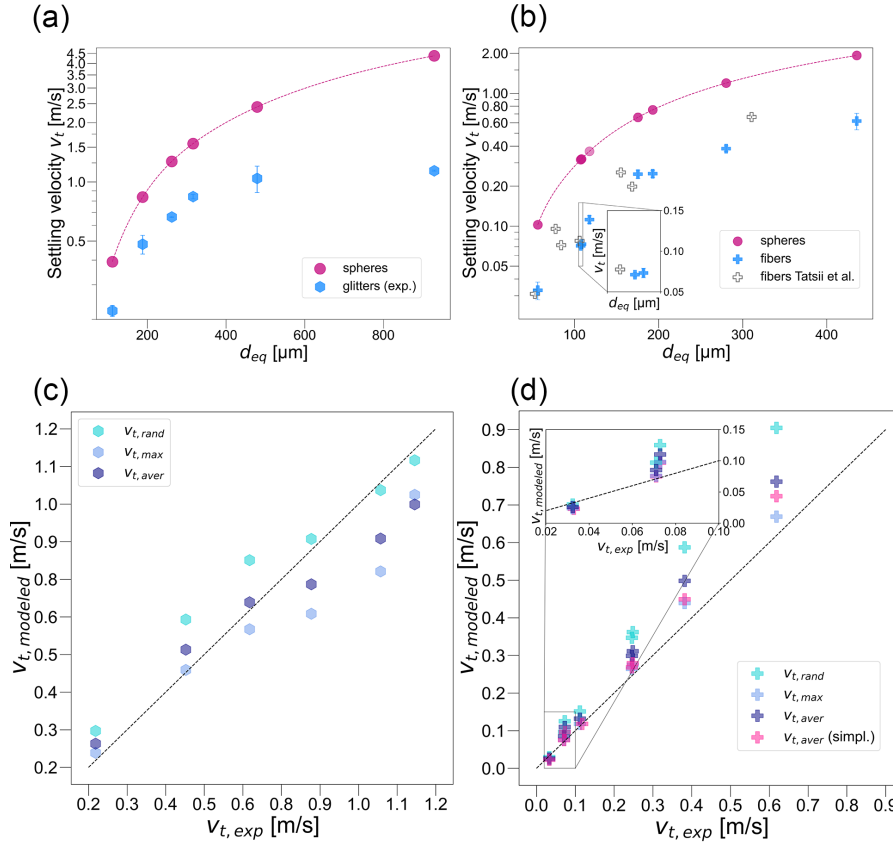 (a)
Settling velocity v_t [m/s]
4.5
4.0
3.5
3.0
2.5
2.0
1.5
1.0
0.5
200
400
600
800
d_eq [µm]
spheres
glitters (exp.)
(b)
Settling velocity v_t [m/s]
2.00
1.00
0.80
0.60
0.40
0.20
0.10
0.05
100
200
300
400
d_eq [µm]
v_t [m/s]
0.15
0.10
0.05
d_eq [µm]
spheres
fibers
fibers Tatsii et al.
(c)
v_t,modeled [m/s]
1.2
1.1
1.0
0.9
0.8
0.7
0.6
0.5
0.4
0.3
0.2
0.2
0.3
0.4
0.5
0.6
0.7
0.8
0.9
1.0
1.1
1.2
v_t,exp [m/s]
v_t,rand
v_t,max
v_t,aver
(d)
v_t,modeled [m/s]
0.9
0.8
0.7
0.6
0.5
0.4
0.3
0.2
0.1
0.0
0.0
0.1
0.2
0.3
0.4
0.5
0.6
0.7
0.8
0.9
v_t,exp [m/s]
v_t,modeled [m/s]
0.15
0.10
0.05
0.00
0.02
0.04
0.06
0.08
0.10
v_t,exp [m/s]
v_t,rand
v_t,max
v_t,aver
v_t,aver (simpl.)